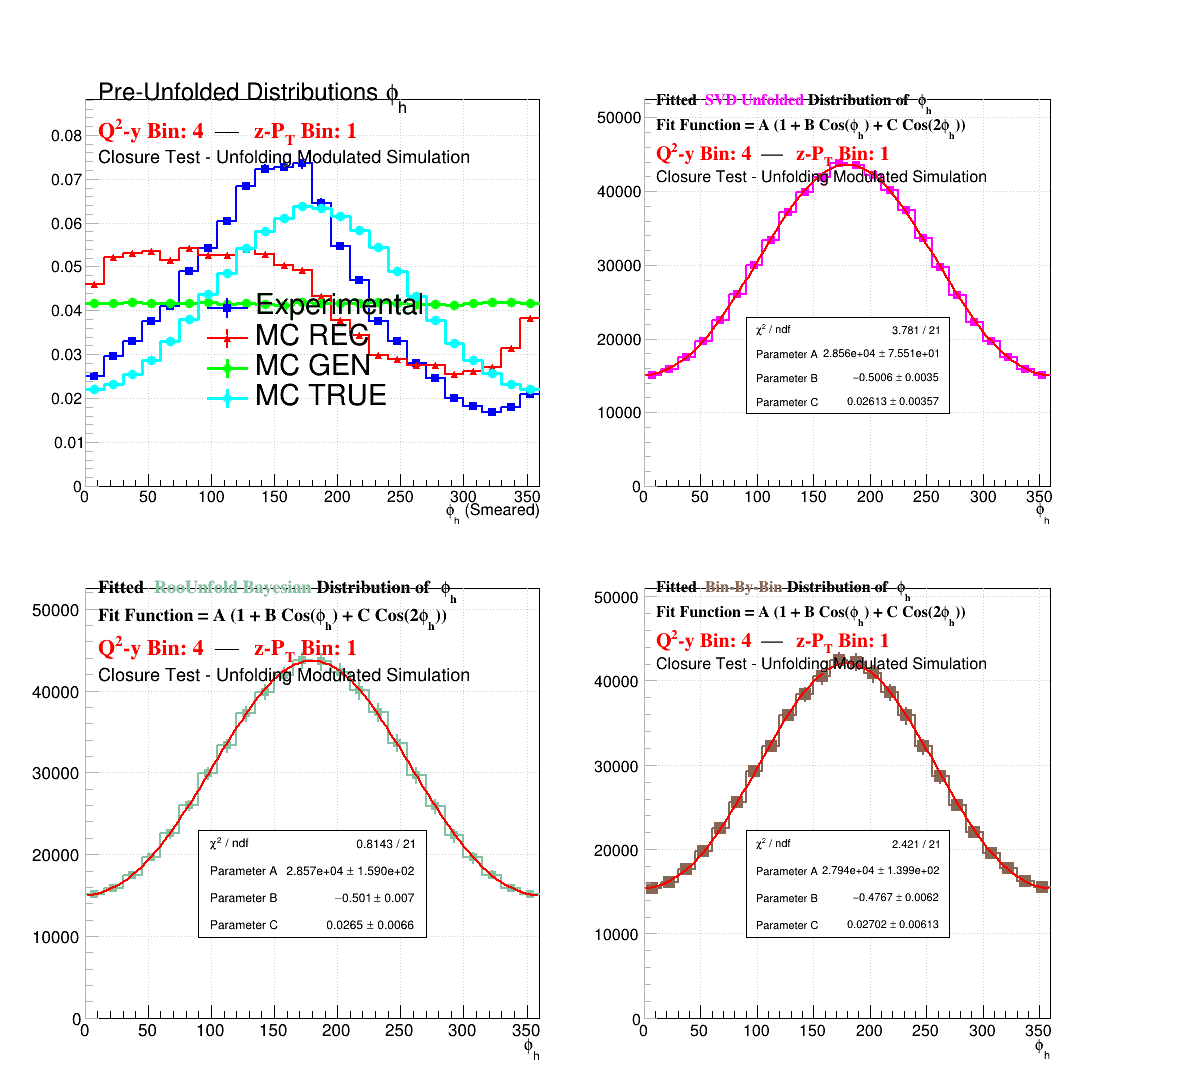 Pre-Unfolded Distributions ϕh
Q²-y Bin: 4 — z-PT Bin: 1
Closure Test - Unfolding Modulated Simulation
0.08
0.07
0.06
0.05
0.04
0.03
0.02
0.01
0
Experimental
MC REC
MC GEN
MC TRUE
0 50 100 150 200 250 300 350
ϕh (Smeared)
Fitted SVD Unfolded Distribution of ϕh
Fit Function = A (1 + B Cos(ϕh) + C Cos(2ϕh))
Q²-y Bin: 4 — z-PT Bin: 1
Closure Test - Unfolding Modulated Simulation
50000
40000
30000
20000
10000
0
χ² / ndf 3.781 / 21
Parameter A 2.856e+04 ± 7.551e+01
Parameter B −0.5006 ± 0.0035
Parameter C 0.02613 ± 0.00357
0 50 100 150 200 250 300 350
ϕh
Fitted RooUnfold Bayesian Distribution of ϕh
Fit Function = A (1 + B Cos(ϕh) + C Cos(2ϕh))
Q²-y Bin: 4 — z-PT Bin: 1
Closure Test - Unfolding Modulated Simulation
50000
40000
30000
20000
10000
0
χ² / ndf 0.8143 / 21
Parameter A 2.857e+04 ± 1.590e+02
Parameter B −0.501 ± 0.007
Parameter C 0.0265 ± 0.0066
0 50 100 150 200 250 300 350
ϕh
Fitted Bin-By-Bin Distribution of ϕh
Fit Function = A (1 + B Cos(ϕh) + C Cos(2ϕh))
Q²-y Bin: 4 — z-PT Bin: 1
Closure Test - Unfolding Modulated Simulation
50000
40000
30000
20000
10000
0
χ² / ndf 2.421 / 21
Parameter A 2.794e+04 ± 1.399e+02
Parameter B −0.4767 ± 0.0062
Parameter C 0.02702 ± 0.00613
0 50 100 150 200 250 300 350
ϕh